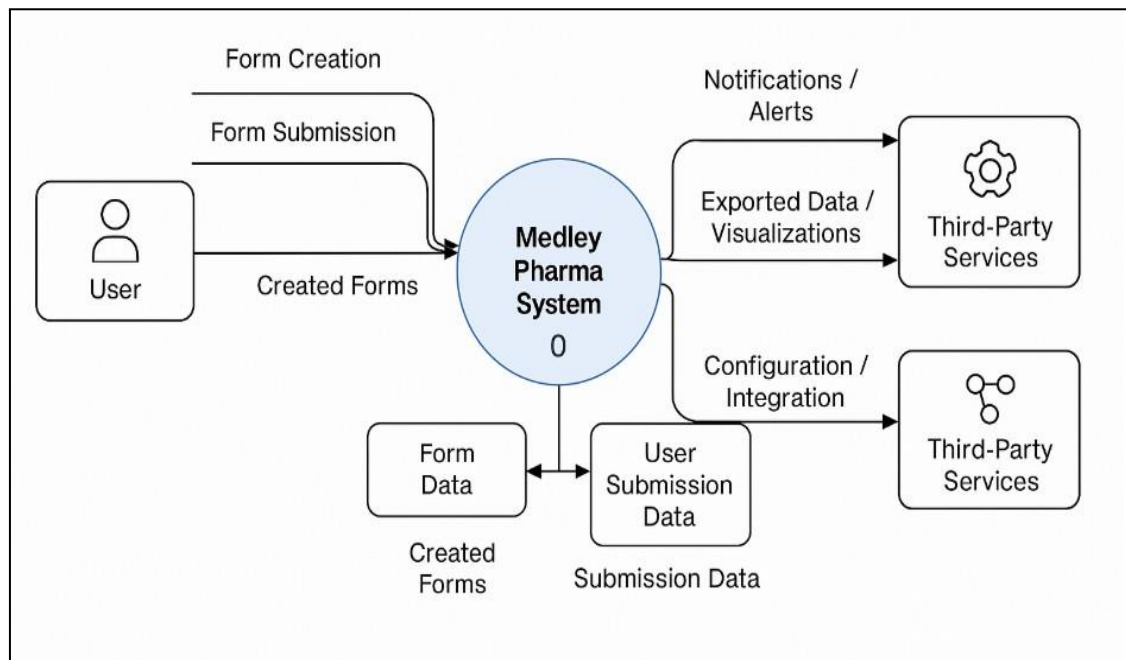 Form Creation
Form Submission
User
Created Forms
Medley
Pharma
System
0
Notifications /
Alerts
Exported Data /
Visualizations
Third-Party
Services
Configuration /
Integration
Third-Party
Services
Form
Data
Created
Forms
User
Submission
Data
Submission Data